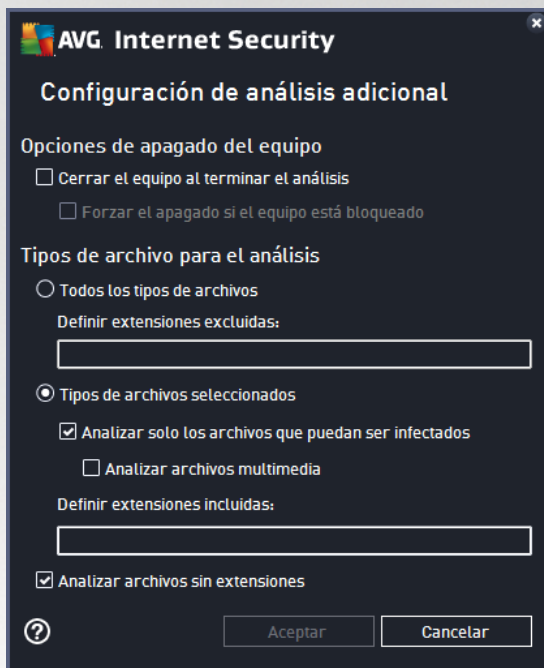 AVG. Internet Security
Configuración de análisis adicional
Opciones de apagado del equipo
Cerrar el equipo al terminar el análisis
Forzar el apagado si el equipo está bloqueado
Tipos de archivo para el análisis
Todos los tipos de archivos
Definir extensiones excluidas:
Tipos de archivos seleccionados
Analizar solo los archivos que puedan ser infectados
Analizar archivos multimedia
Definir extensiones incluidas:
Analizar archivos sin extensiones
?
Aceptar
Cancelar